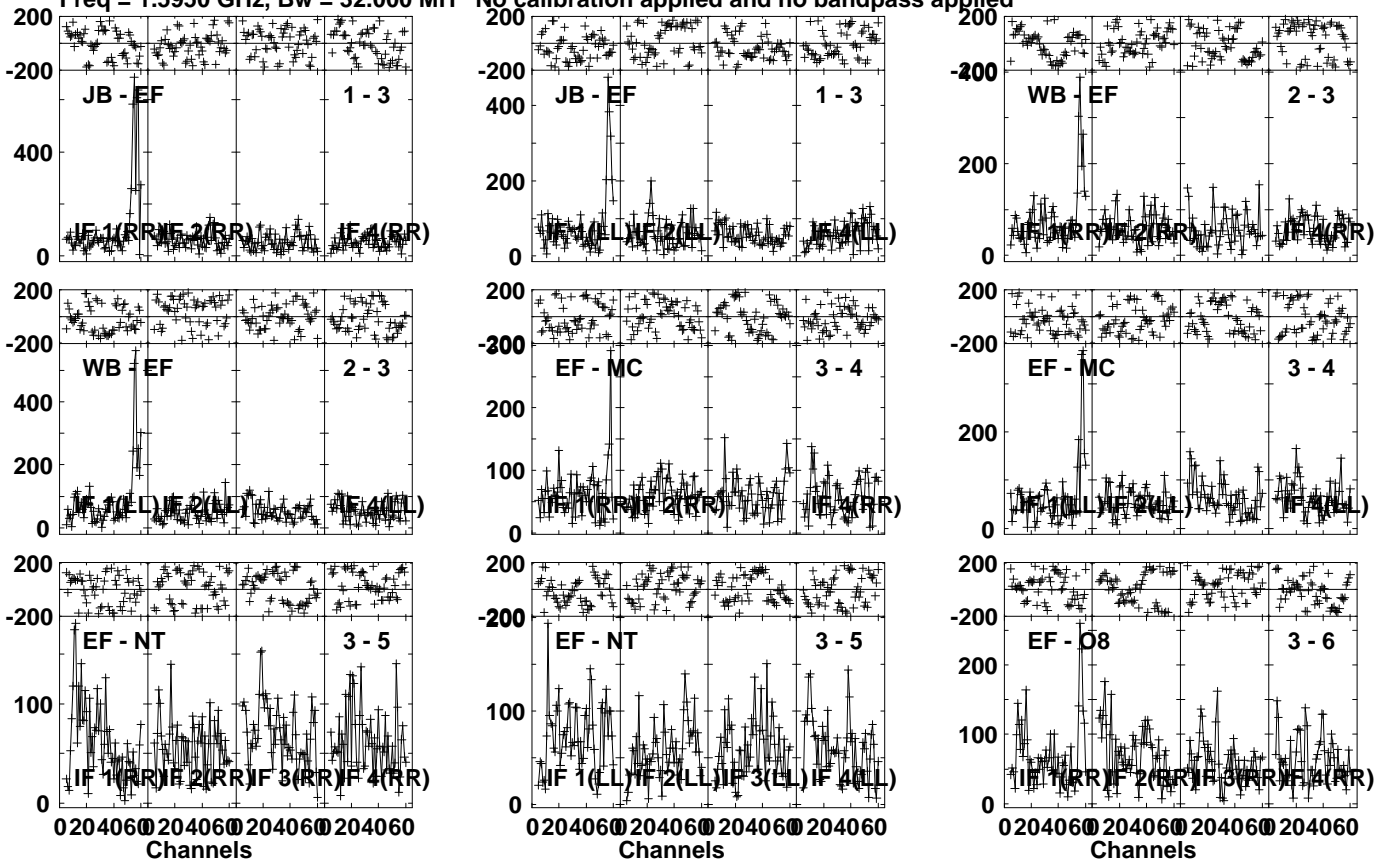 Freq = 1.5950 GHz, Bw = 32.000 MH No calibration applied and no bandpass applied
200
-200
JB - EF 1 - 3
400
200
0
IF 1(RR) IF 2(RR) IF 4(RR)
JB - EF 1 - 3
400
300
200
100
0
IF 1(LL) IF 2(LL) IF 4(LL)
200
-200
400
WB - EF 2 - 3
200
0
IF 1(RR) IF 2(RR) IF 4(RR)
200
-200
WB - EF 2 - 3
400
200
0
IF 1(LL) IF 2(LL) IF 4(LL)
200
-200
300
EF - MC 3 - 4
200
100
0
IF 1(RR) IF 2(RR) IF 4(RR)
200
-200
EF - MC 3 - 4
200
0
IF 1(LL) IF 2(LL) IF 4(LL)
200
-200
EF - NT 3 - 5
100
0
IF 1(RR) IF 2(RR) IF 3(RR) IF 4(RR)
0 20 40 60 0 20 40 60 0 20 40 60 0 20 40 60
Channels
200
-200
200
EF - NT 3 - 5
100
50
0
IF 1(LL) IF 2(LL) IF 3(LL) IF 4(LL)
0 20 40 60 0 20 40 60 0 20 40 60 0 20 40 60
Channels
200
-200
EF - O8 3 - 6
200
100
0
IF 1(RR) IF 2(RR) IF 3(RR) IF 4(RR)
0 20 40 60 0 20 40 60 0 20 40 60 0 20 40 60
Channels